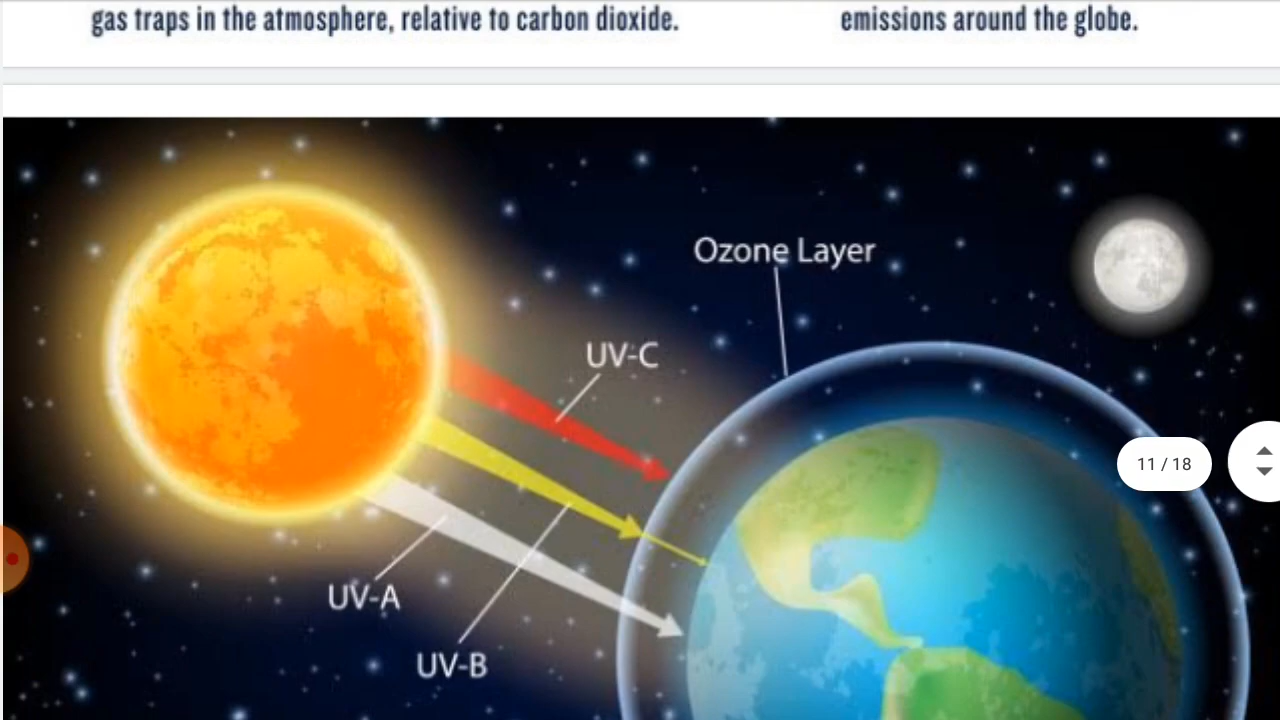 gas traps in the atmosphere, relative to carbon dioxide.
emissions around the globe.
Ozone Layer
UV-C
11 / 18
UV-A
UV-B